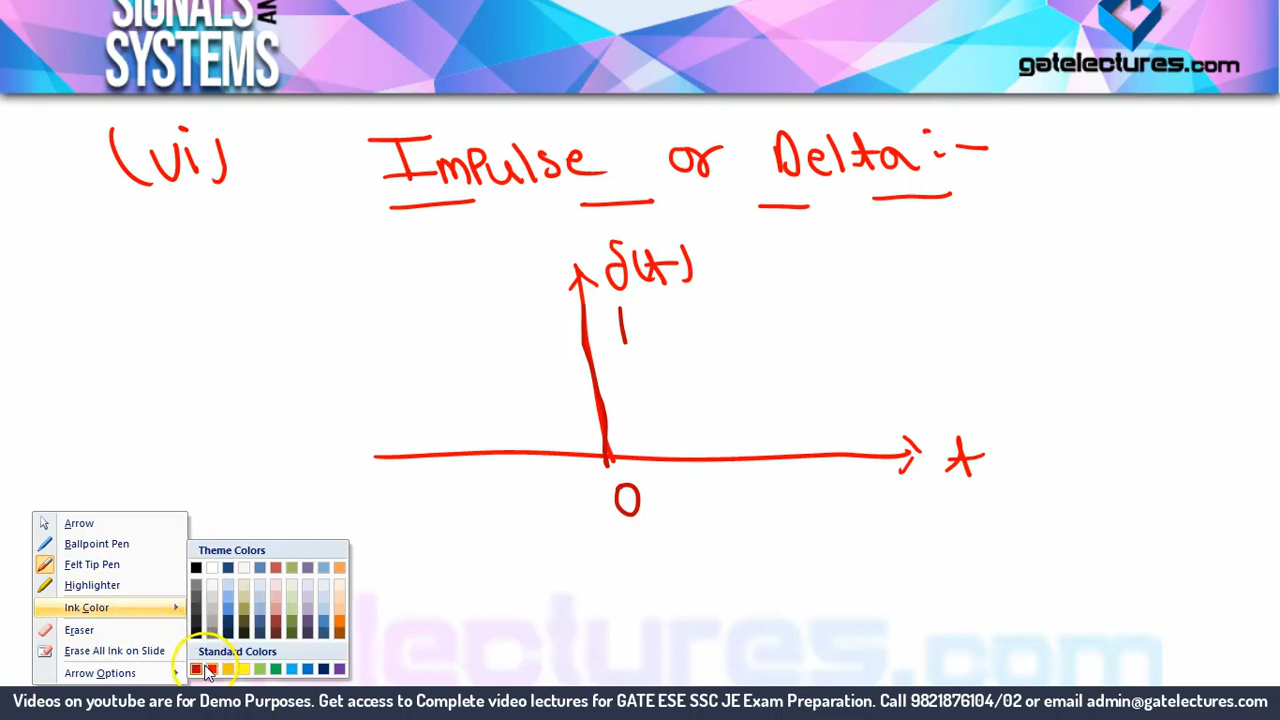 SIGNALS AND
SYSTEMS
gatelectures.com
(vi) Impulse or Delta:-
δ(t)
1
t
0
Arrow
Ballpoint Pen
Felt Tip Pen
Highlighter
Ink Color
Eraser
Erase All Ink on Slide
Arrow Options
Theme Colors
Standard Colors
gatelectures.com
Videos on youtube are for Demo Purposes. Get access to Complete video lectures for GATE ESE SSC JE Exam Preparation. Call 9821876104/02 or email admin@gatelectures.com